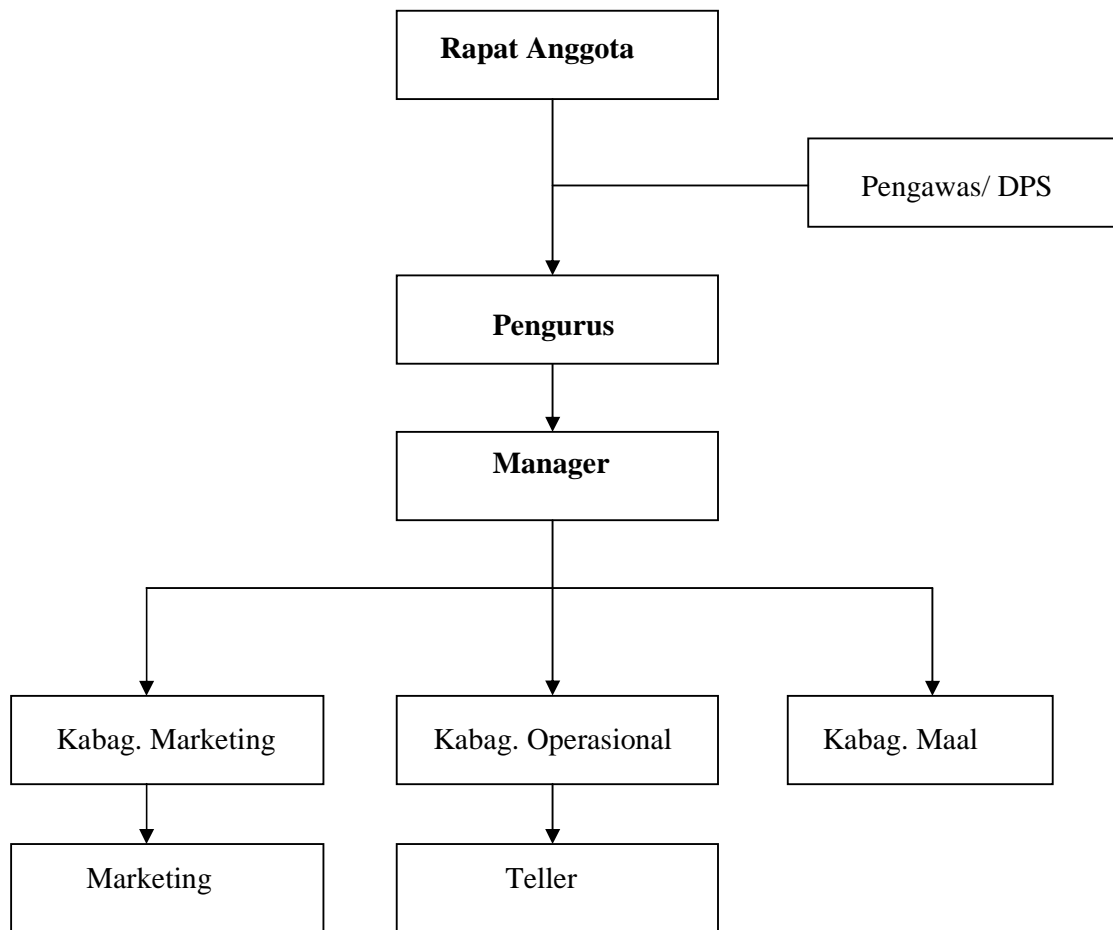 Rapat Anggota
Pengawas/ DPS
Pengurus
Manager
Kabag. Marketing
Kabag. Operasional
Kabag. Maal
Marketing
Teller